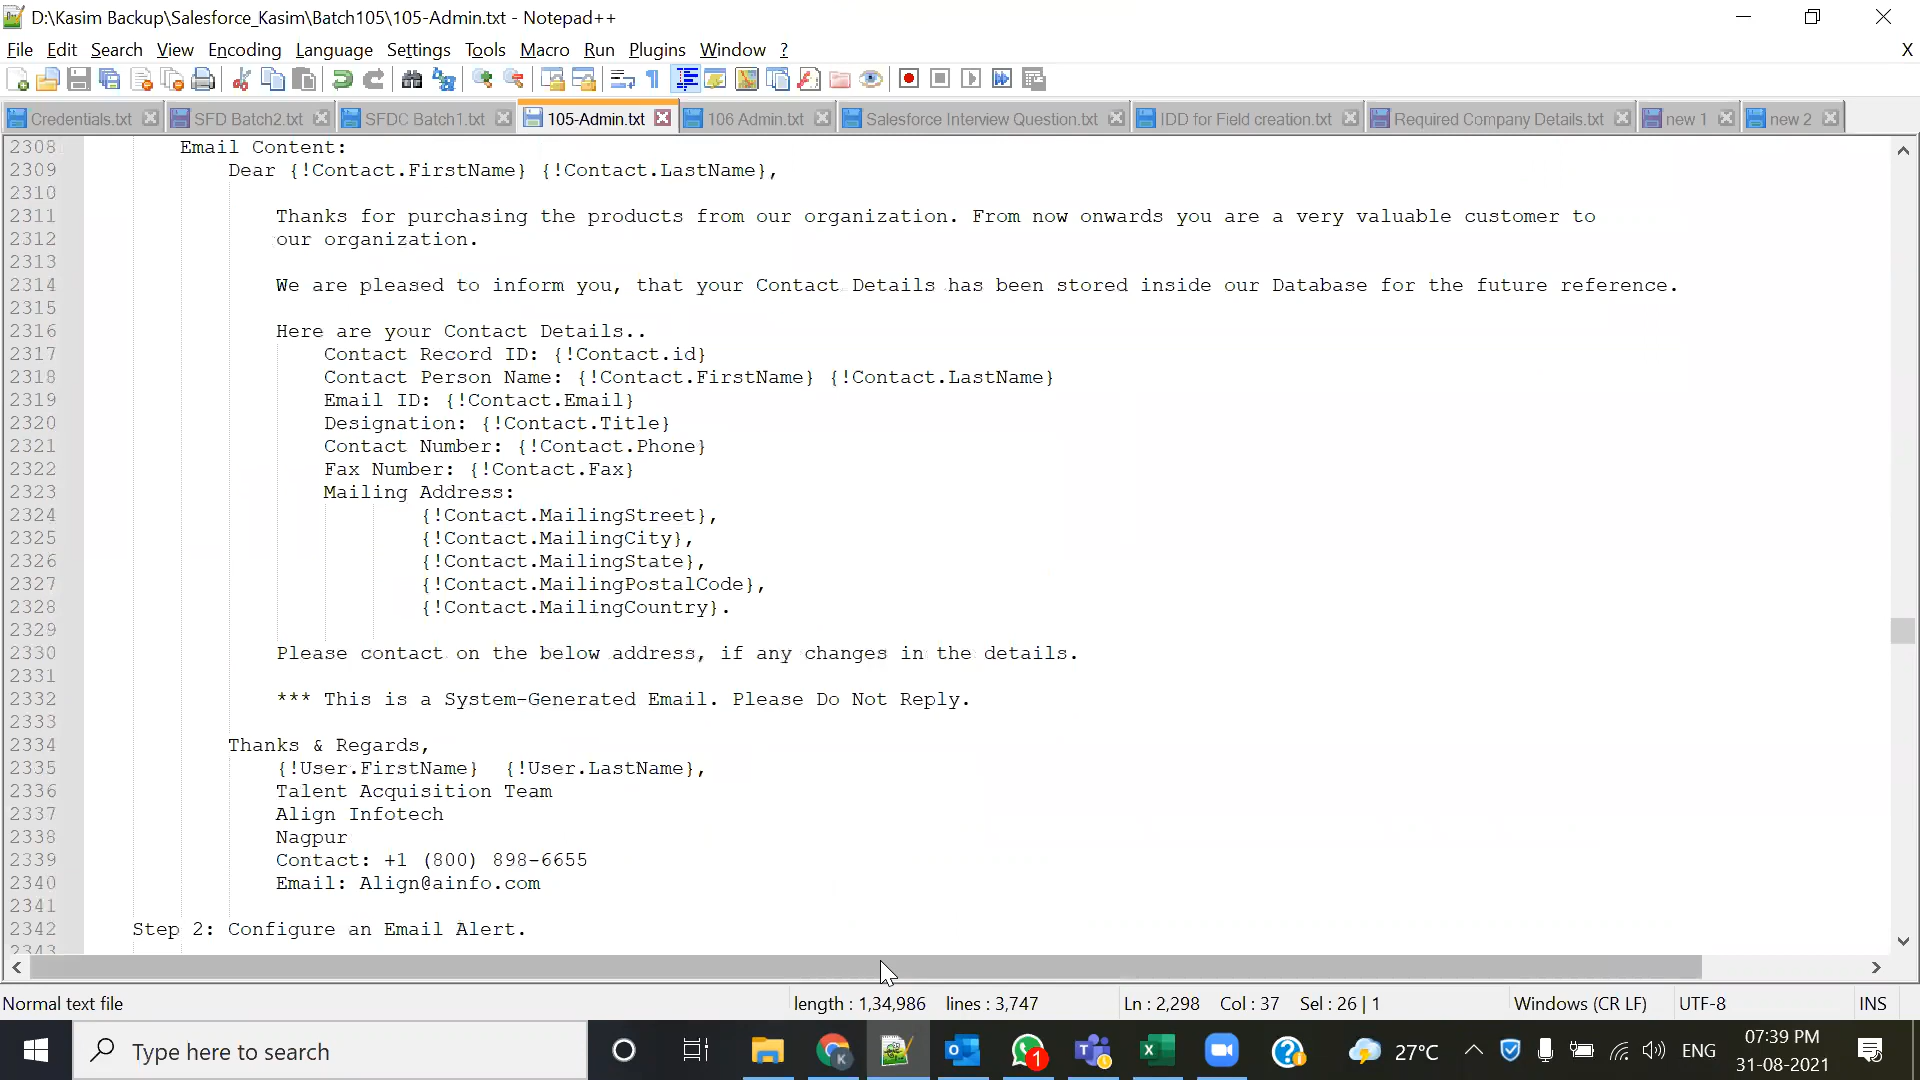 D:\Kasim Backup\Salesforce_Kasim\Batch105\105-Admin.txt - Notepad++
File Edit Search View Encoding Language Settings Tools Macro Run Plugins Window ? X
Credentials.txt SFD Batch2.txt SFDC Batch1.txt 105-Admin.txt 106 Admin.txt Salesforce Interview Question.txt IDD for Field creation.txt Required Company Details.txt new 1 new 2
2308 Email Content:
2309 Dear {!Contact.FirstName} {!Contact.LastName},
2310
2311 Thanks for purchasing the products from our organization. From now onwards you are a very valuable customer to
2312 our organization.
2313
2314 We are pleased to inform you, that your Contact Details has been stored inside our Database for the future reference.
2315
2316 Here are your Contact Details..
2317 Contact Record ID: {!Contact.id}
2318 Contact Person Name: {!Contact.FirstName} {!Contact.LastName}
2319 Email ID: {!Contact.Email}
2320 Designation: {!Contact.Title}
2321 Contact Number: {!Contact.Phone}
2322 Fax Number: {!Contact.Fax}
2323 Mailing Address:
2324 {!Contact.MailingStreet},
2325 {!Contact.MailingCity},
2326 {!Contact.MailingState},
2327 {!Contact.MailingPostalCode},
2328 {!Contact.MailingCountry}.
2329
2330 Please contact on the below address, if any changes in the details.
2331
2332 *** This is a System-Generated Email. Please Do Not Reply.
2333
2334 Thanks & Regards,
2335 {!User.FirstName} {!User.LastName},
2336 Talent Acquisition Team
2337 Align Infotech
2338 Nagpur
2339 Contact: +1 (800) 898-6655
2340 Email: Align@ainfo.com
2341
2342 Step 2: Configure an Email Alert.
2343
Normal text file length : 1,34,986 lines : 3,747 Ln : 2,298 Col : 37 Sel : 26 | 1 Windows (CR LF) UTF-8 INS
Type here to search 1 27°C ENG 07:39 PM
31-08-2021